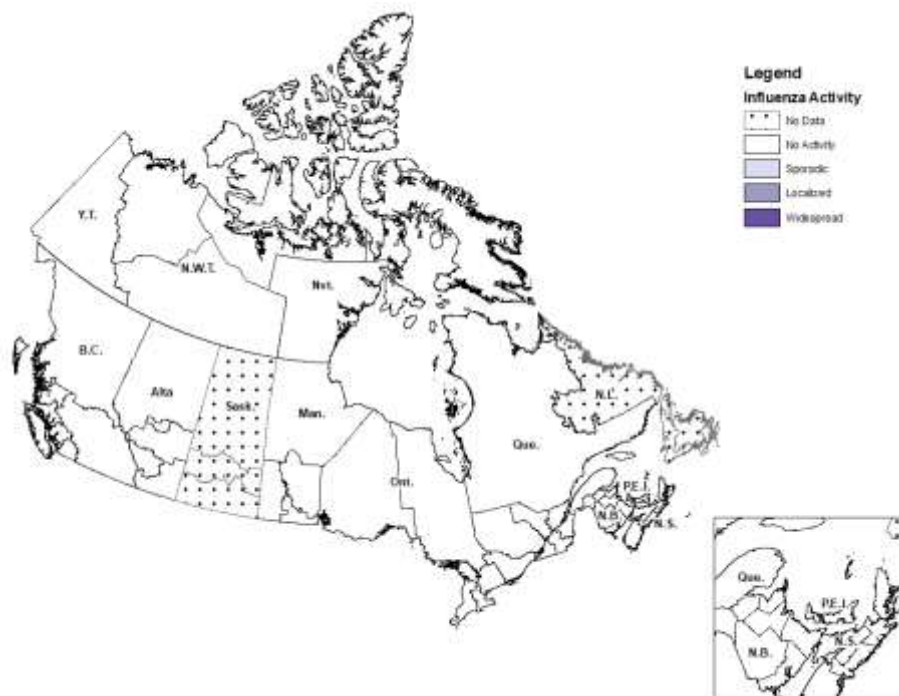 Legend
Influenza Activity
No Data
No Activity
Sporadic
Localized
Widespread
Y.T.
N.W.T.
Nvt.
B.C.
Alta
Sask.
Man.
Ont.
Que.
N.L.
P.E.I.
N.B.
N.S.
Que.
P.E.I.
N.S.
N.B.